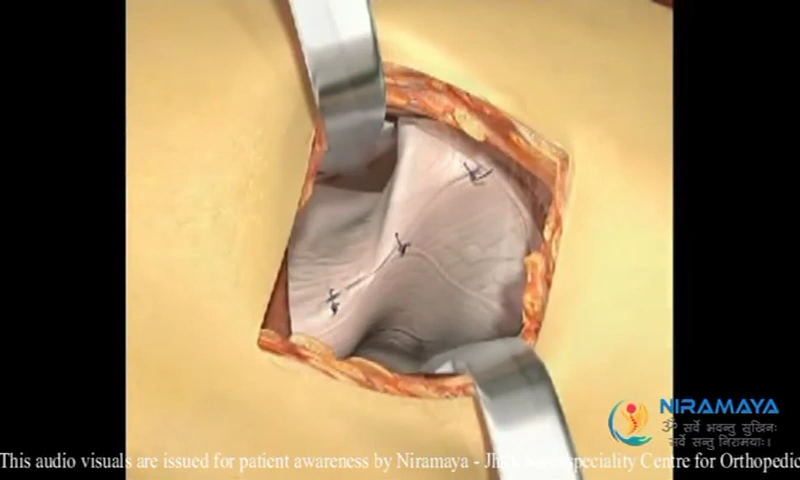 NIRAMAYA
ॐ सर्वे भवन्तु सुखिनः
सर्वे सन्तु निरामयाः।
This audio visuals are issued for patient awareness by Niramaya - speciality Centre for Orthopedic